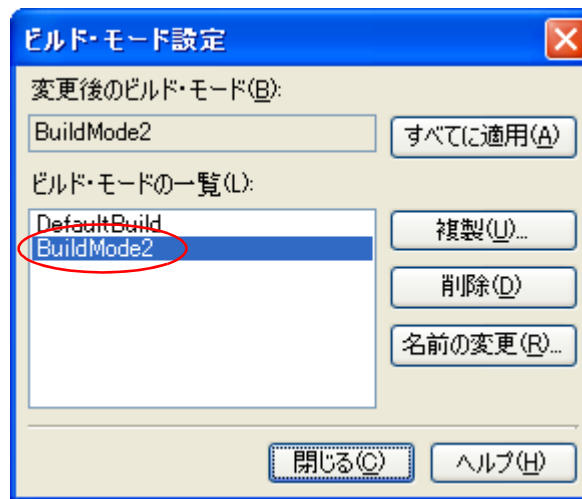 ビルド・モード設定
変更後のビルド・モード(B):
BuildMode2
すべてに適用(A)
ビルド・モードの一覧(L):
DefaultBuild
BuildMode2
複製(U)...
削除(D)
名前の変更(R)...
閉じる(C)
ヘルプ(H)